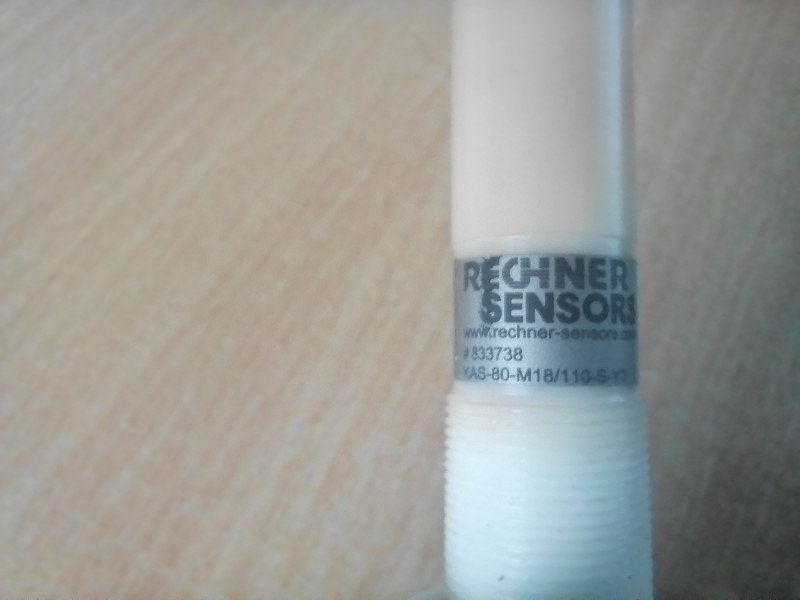 RECHNER
SENSORS
www.rechner-sensors.co
# 833738
KAS-80-M18/110-S-Y